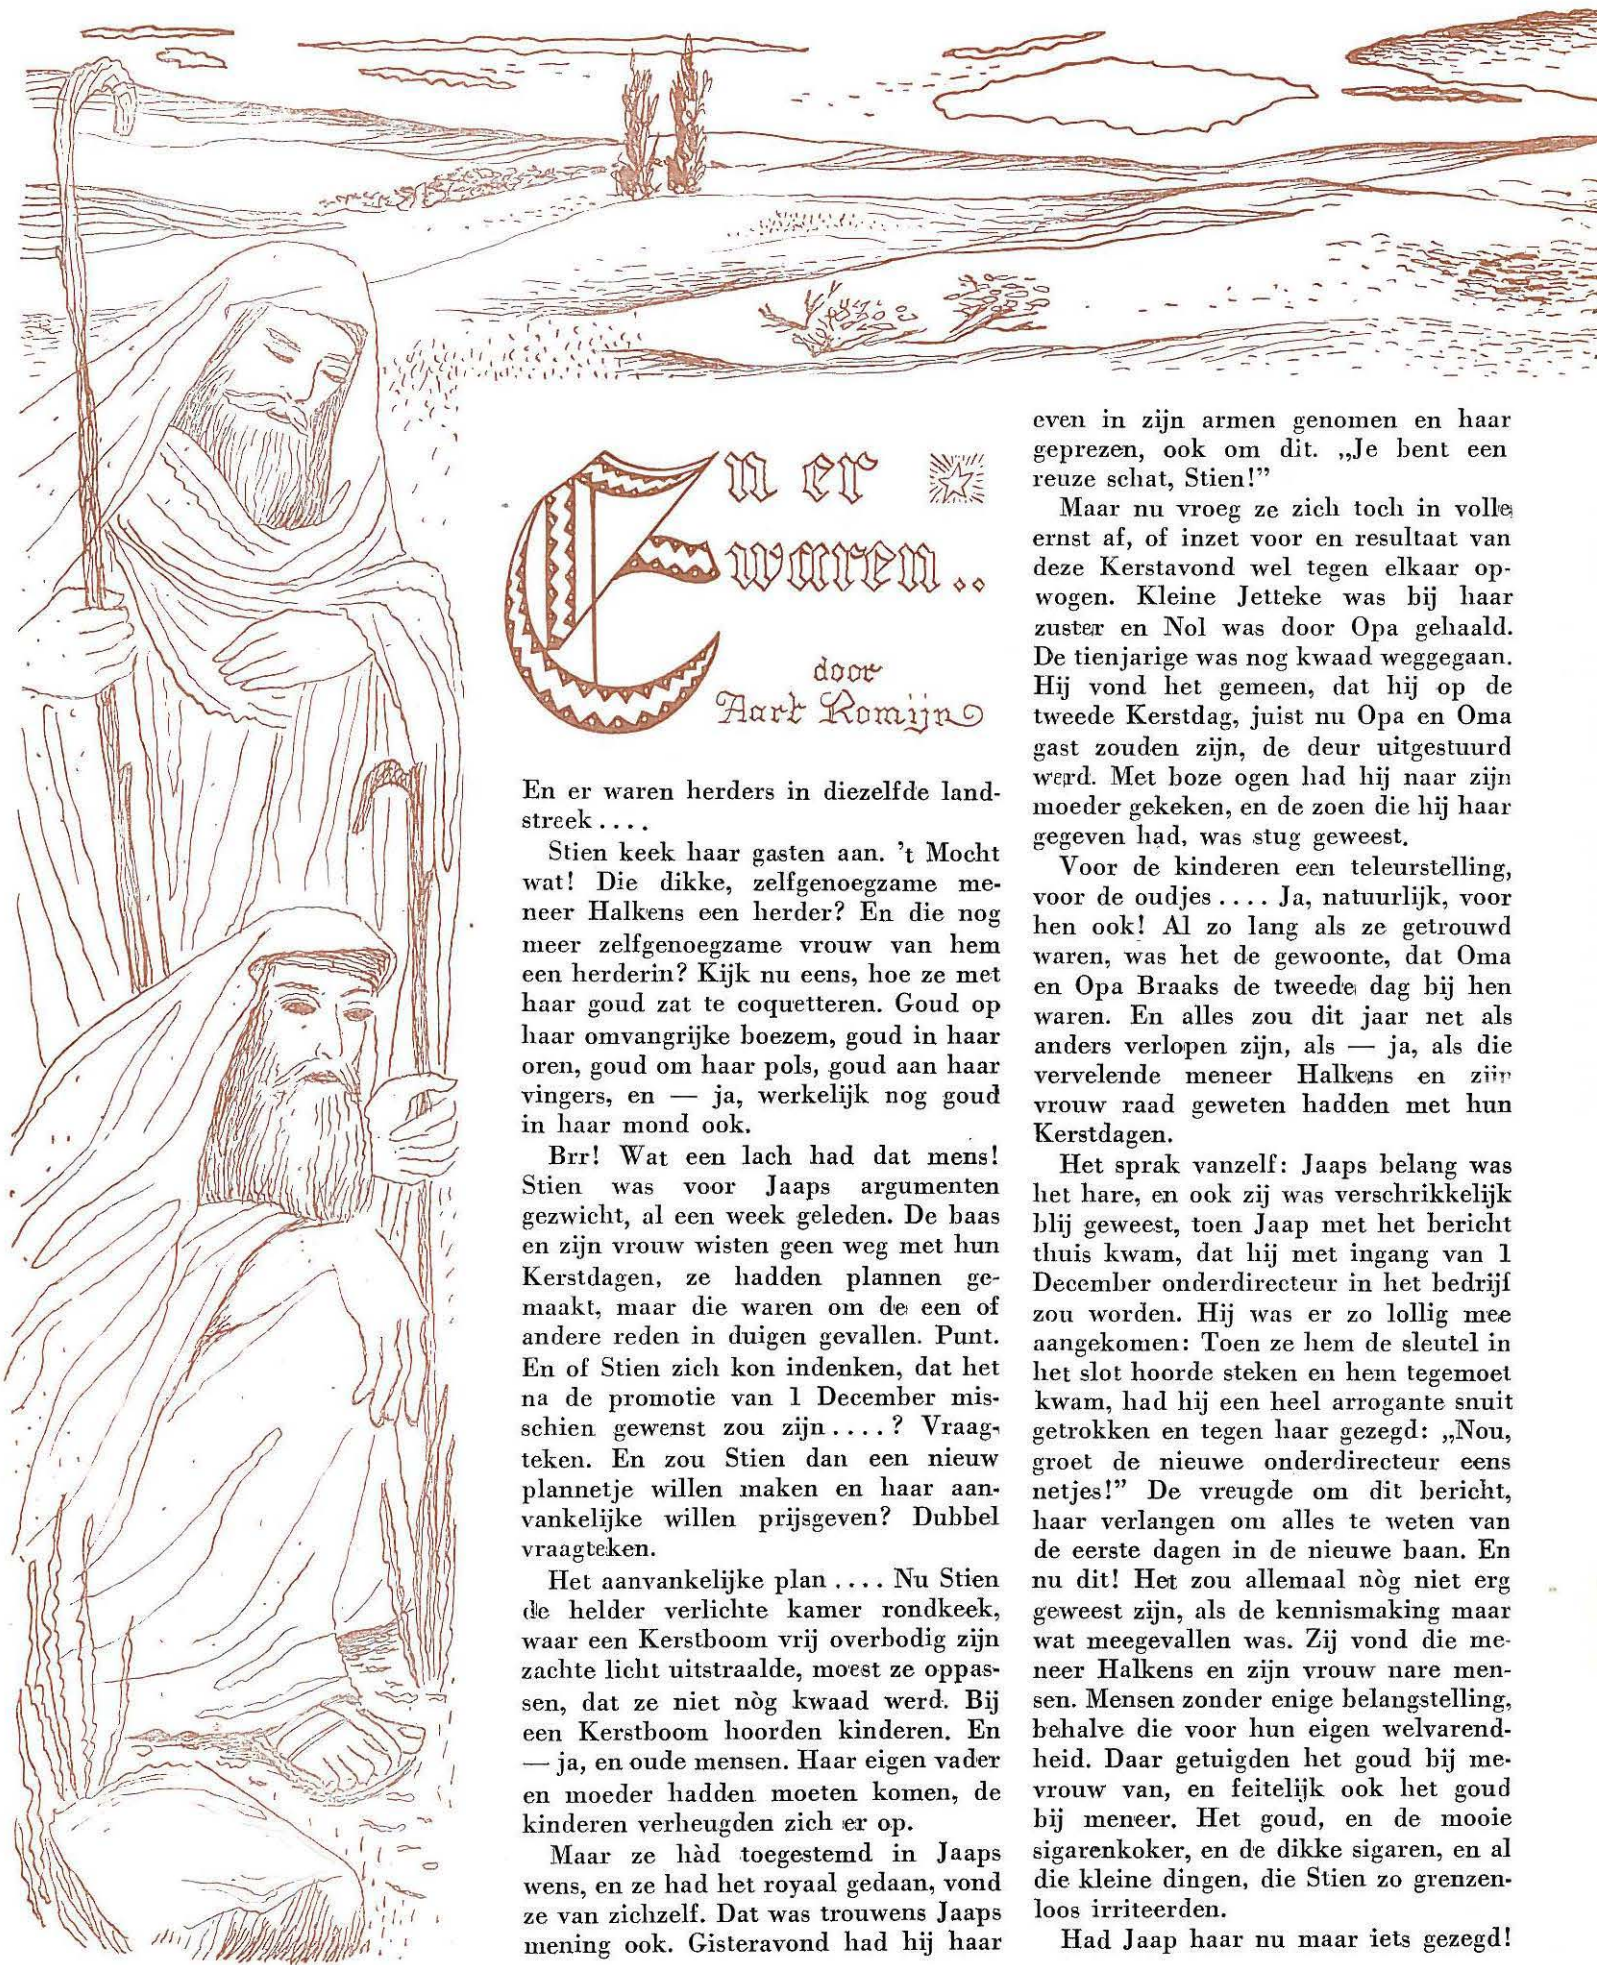 En er
waren..
door
Aart Romijn
En er waren herders in diezelfde land-
streek....
Stien keek haar gasten aan. 't Mocht
wat! Die dikke, zelfgenoegzame me-
neer Halkens een herder? En die nog
meer zelfgenoegzame vrouw van hem
een herderin? Kijk nu eens, hoe ze met
haar goud zat te coquetteren. Goud op
haar omvangrijke boezem, goud in haar
oren, goud om haar pols, goud aan haar
vingers, en — ja, werkelijk nog goud
in haar mond ook.
Brr! Wat een lach had dat mens!
Stien was voor Jaaps argumenten
gezwicht, al een week geleden. De baas
en zijn vrouw wisten geen weg met hun
Kerstdagen, ze hadden plannen ge-
maakt, maar die waren om de een of
andere reden in duigen gevallen. Punt.
En of Stien zich kon indenken, dat het
na de promotie van 1 December mis-
schien gewenst zou zijn....? Vraag-
teken. En zou Stien dan een nieuw
plannetje willen maken en haar aan-
vankelijke willen prijsgeven? Dubbel
vraagteken.
Het aanvankelijke plan .... Nu Stien
de helder verlichte kamer rondkeek,
waar een Kerstboom vrij overbodig zijn
zachte licht uitstraalde, moest ze oppas-
sen, dat ze niet nòg kwaad werd. Bij
een Kerstboom hoorden kinderen. En
— ja, en oude mensen. Haar eigen vader
en moeder hadden moeten komen, de
kinderen verheugden zich er op.
Maar ze hàd toegestemd in Jaaps
wens, en ze had het royaal gedaan, vond
ze van zichzelf. Dat was trouwens Jaaps
mening ook. Gisteravond had hij haar
even in zijn armen genomen en haar
geprezen, ook om dit. „Je bent een
reuze schat, Stien!”
Maar nu vroeg ze zich toch in volle
ernst af, of inzet voor en resultaat van
deze Kerstavond wel tegen elkaar op-
wogen. Kleine Jetteke was bij haar
zuster en Nol was door Opa gehaald.
De tienjarige was nog kwaad weggegaan.
Hij vond het gemeen, dat hij op de
tweede Kerstdag, juist nu Opa en Oma
gast zouden zijn, de deur uitgestuurd
werd. Met boze ogen had hij naar zijn
moeder gekeken, en de zoen die hij haar
gegeven had, was stug geweest.
Voor de kinderen een teleurstelling,
voor de oudjes .... Ja, natuurlijk, voor
hen ook! Al zo lang als ze getrouwd
waren, was het de gewoonte, dat Oma
en Opa Braaks de tweede dag bij hen
waren. En alles zou dit jaar net als
anders verlopen zijn, als — ja, als die
vervelende meneer Halkens en zijn
vrouw raad geweten hadden met hun
Kerstdagen.
Het sprak vanzelf: Jaaps belang was
het hare, en ook zij was verschrikkelijk
blij geweest, toen Jaap met het bericht
thuis kwam, dat hij met ingang van 1
December onderdirecteur in het bedrijf
zou worden. Hij was er zo lollig mee
aangekomen: Toen ze hem de sleutel in
het slot hoorde steken en hem tegemoet
kwam, had hij een heel arrogante snuit
getrokken en tegen haar gezegd: „Nou,
groet de nieuwe onderdirecteur eens
netjes!” De vreugde om dit bericht,
haar verlangen om alles te weten van
de eerste dagen in de nieuwe baan. En
nu dit! Het zou allemaal nòg niet erg
geweest zijn, als de kennismaking maar
wat meegevallen was. Zij vond die me-
neer Halkens en zijn vrouw nare men-
sen. Mensen zonder enige belangstelling,
behalve die voor hun eigen welvarend-
heid. Daar getuigden het goud bij me-
vrouw van, en feitelijk ook het goud
bij meneer. Het goud, en de mooie
sigarenkoker, en de dikke sigaren, en al
die kleine dingen, die Stien zo grenzen-
loos irriteerden.
Had Jaap haar nu maar iets gezegd!